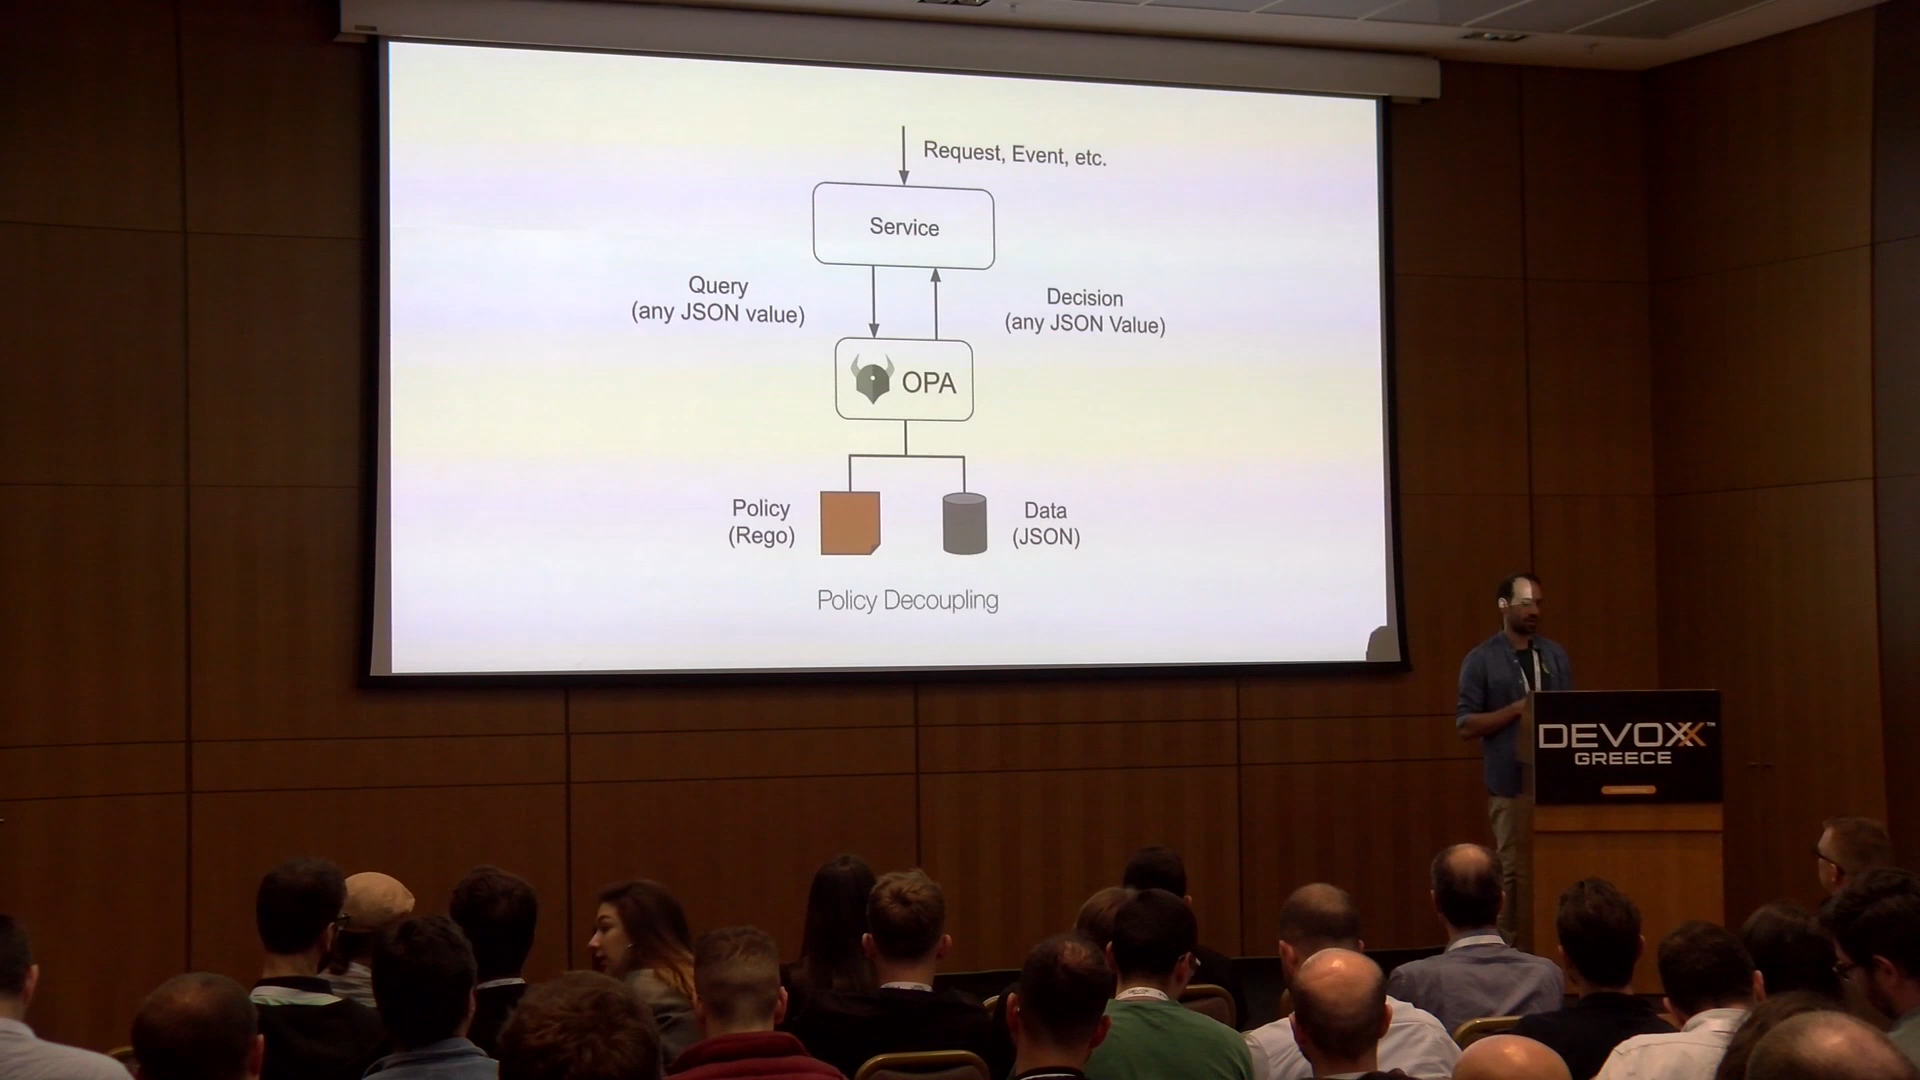 Request, Event, etc.
Service
Query
(any JSON value)
Decision
(any JSON Value)
OPA
Policy
(Rego)
Data
(JSON)
Policy Decoupling
DEVOXX™
GREECE